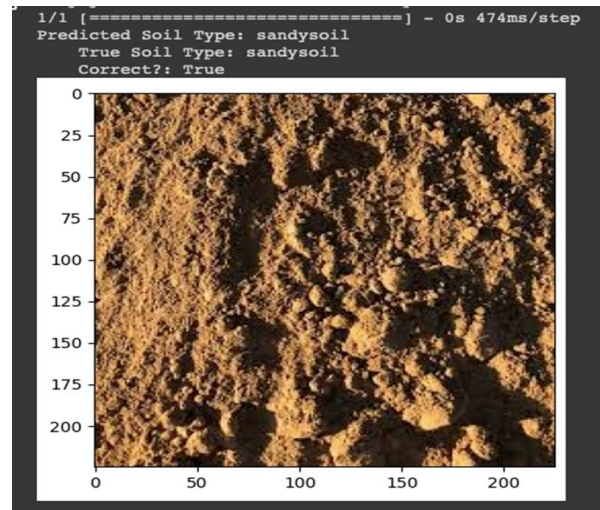 1/1 [==============================] - 0s 474ms/step
Predicted Soil Type: sandysoil
True Soil Type: sandysoil
Correct?: True
0
25
50
75
100
125
150
175
200
0 50 100 150 200